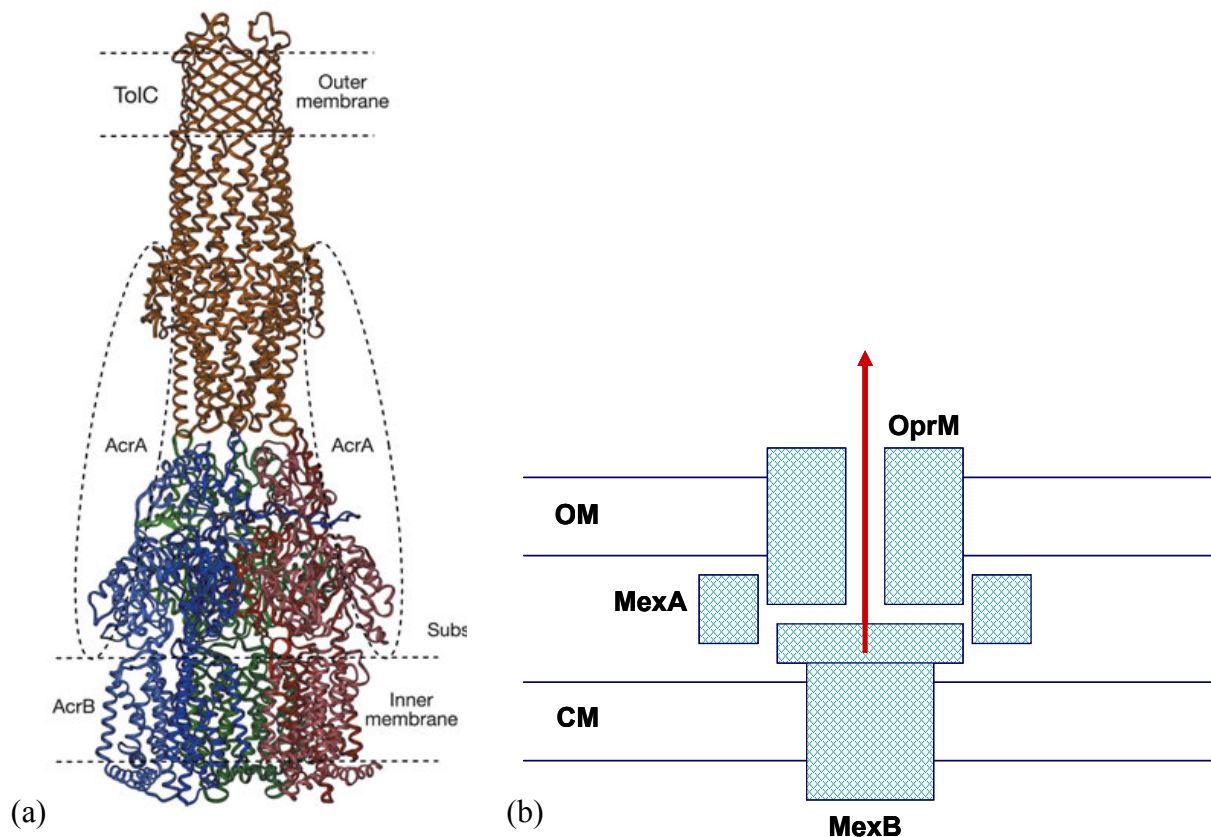 TolC
Outer
membrane
AcrA
AcrA
Subs
AcrB
Inner
membrane
(a)
OprM
OM
MexA
CM
MexB
(b)